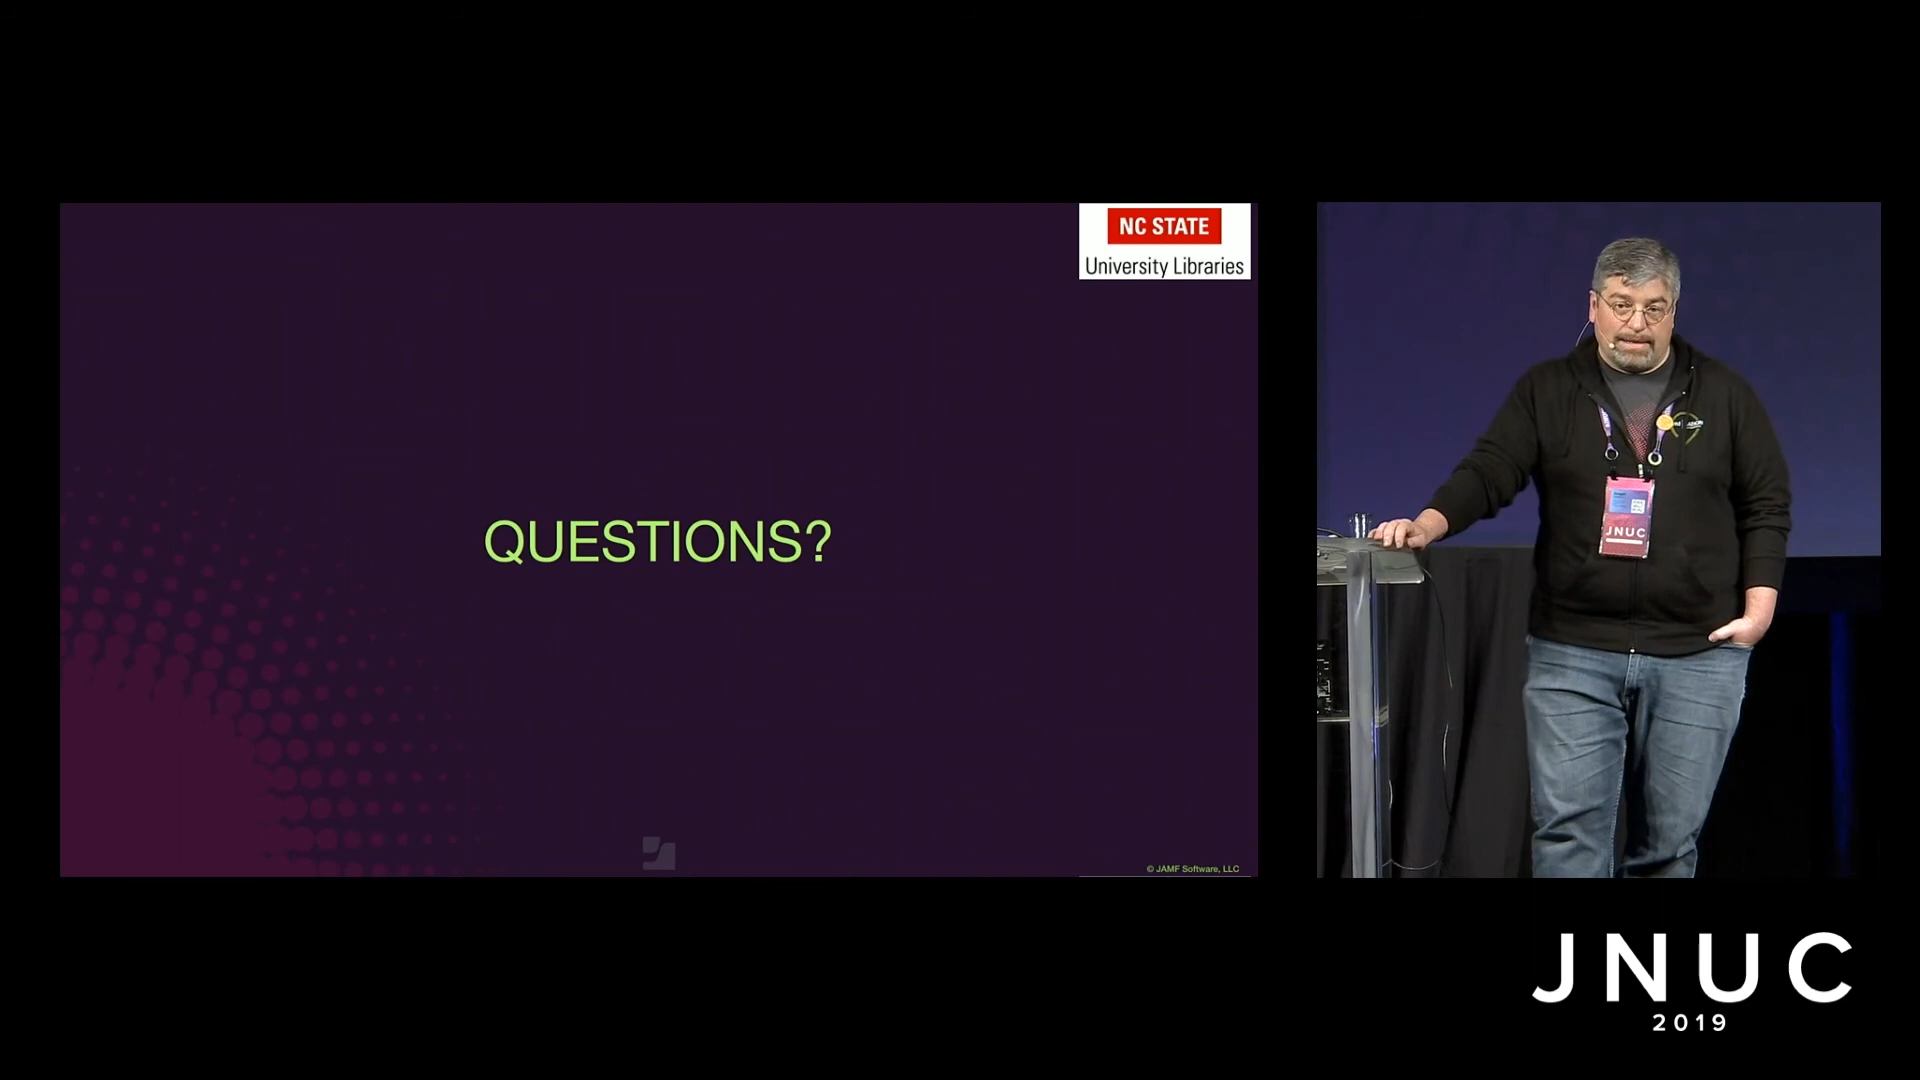 NC STATE
University Libraries
QUESTIONS?
© JAMF Software, LLC
JNUC
JNUC
2019